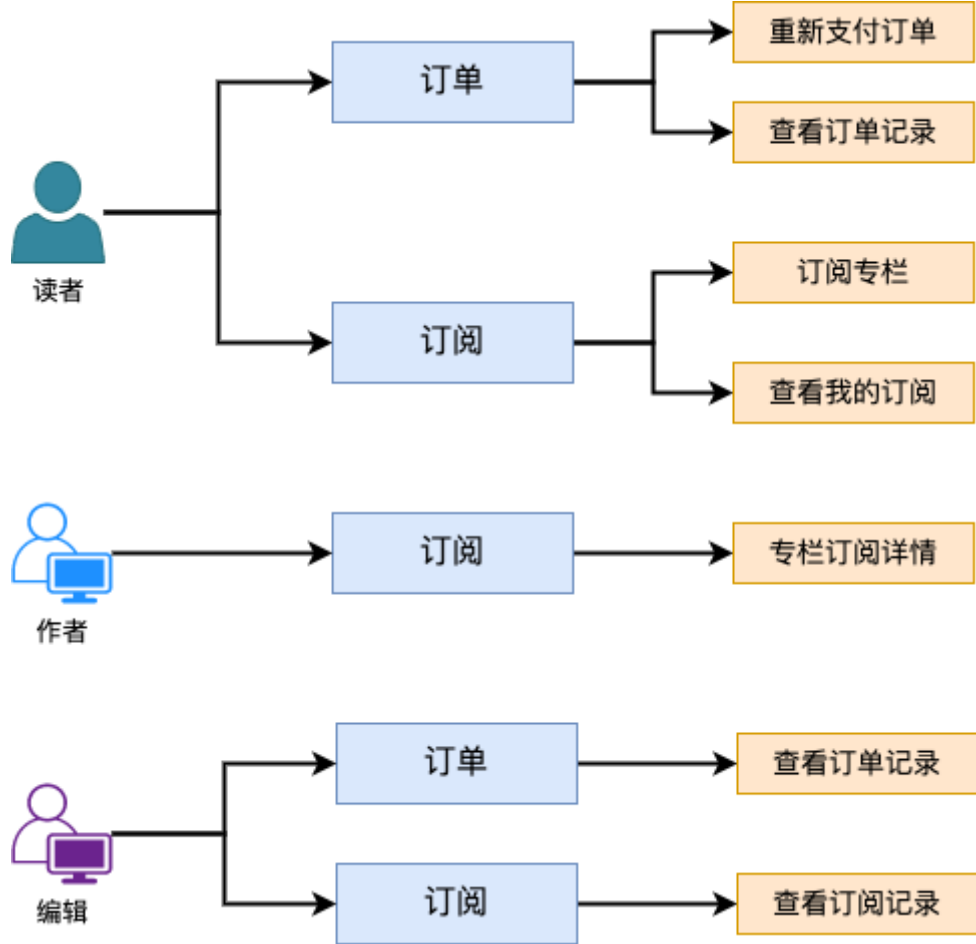 重新支付订单
订单
查看订单记录
读者
订阅专栏
订阅
查看我的订阅
订阅
专栏订阅详情
作者
订单
查看订单记录
编辑
订阅
查看订阅记录